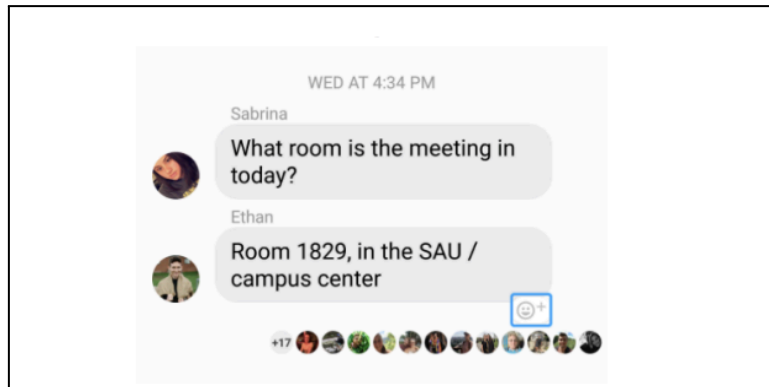 WED AT 4:34 PM
Sabrina
What room is the meeting in
today?
Ethan
Room 1829, in the SAU /
campus center
+17